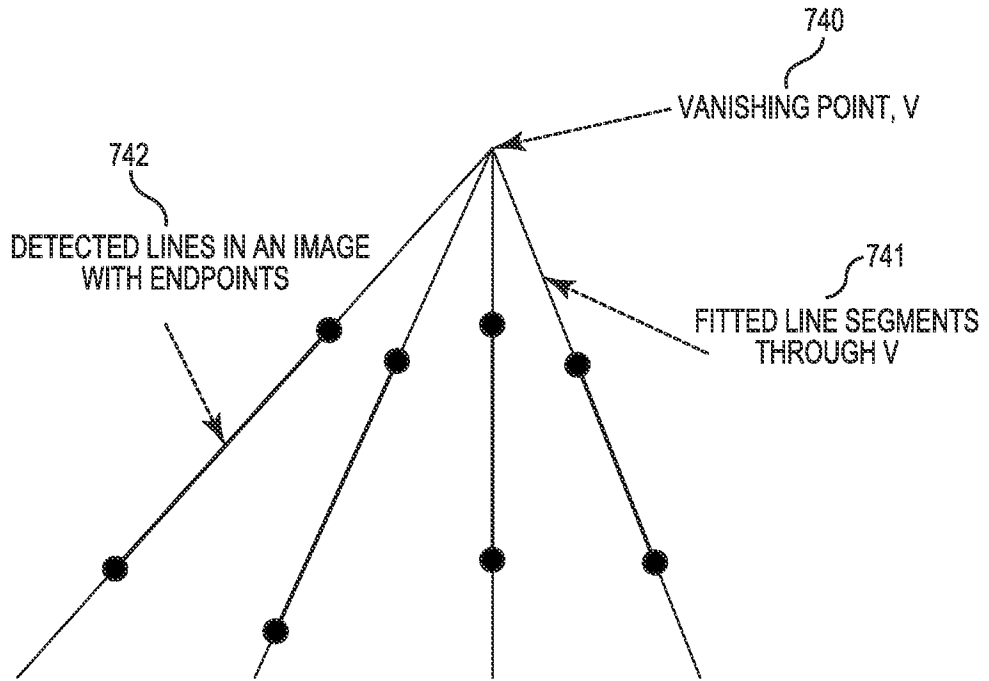 740
VANISHING POINT, V
742
DETECTED LINES IN AN IMAGE
WITH ENDPOINTS
741
FITTED LINE SEGMENTS
THROUGH V